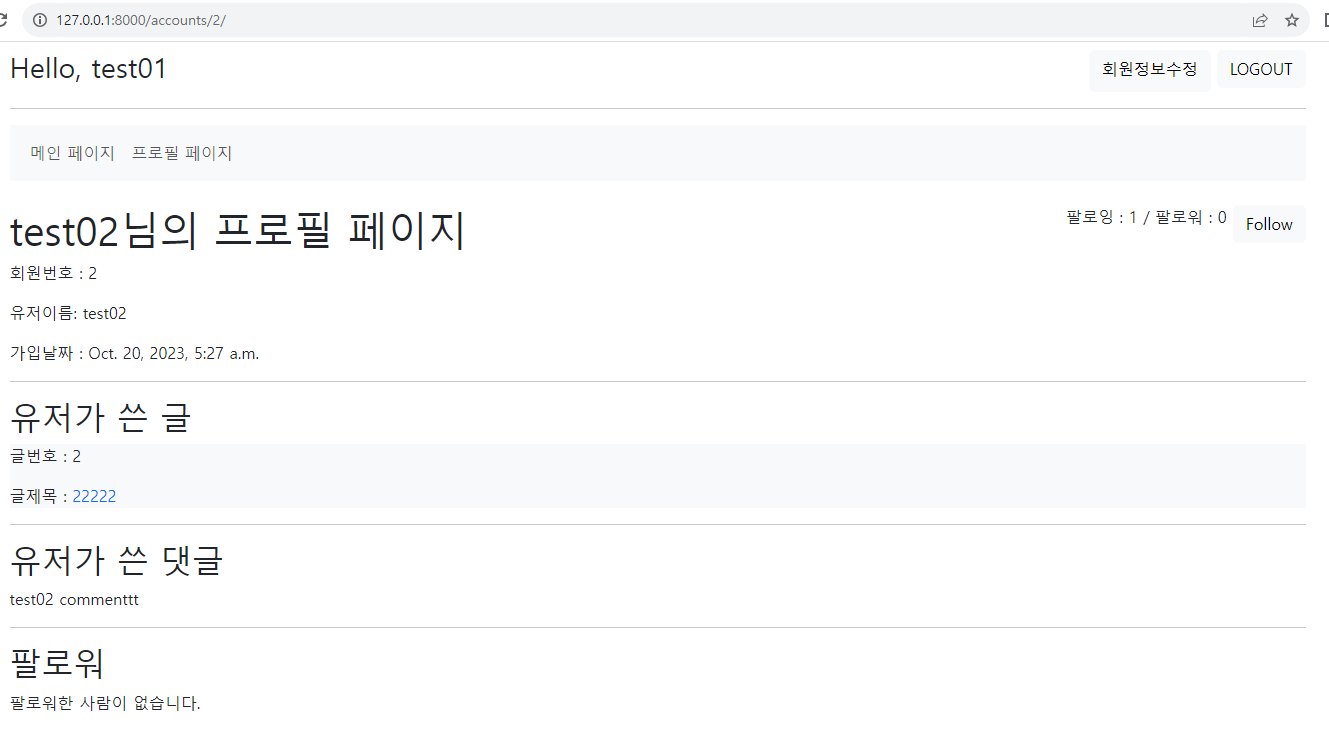 127.0.0.1:8000/accounts/2/
Hello, test01
회원정보수정 LOGOUT
메인 페이지 프로필 페이지
test02님의 프로필 페이지
팔로잉 : 1 / 팔로워 : 0 Follow
회원번호 : 2
유저이름: test02
가입날짜 : Oct. 20, 2023, 5:27 a.m.
유저가 쓴 글
글번호 : 2
글제목 : 22222
유저가 쓴 댓글
test02 commenttt
팔로워
팔로워한 사람이 없습니다.